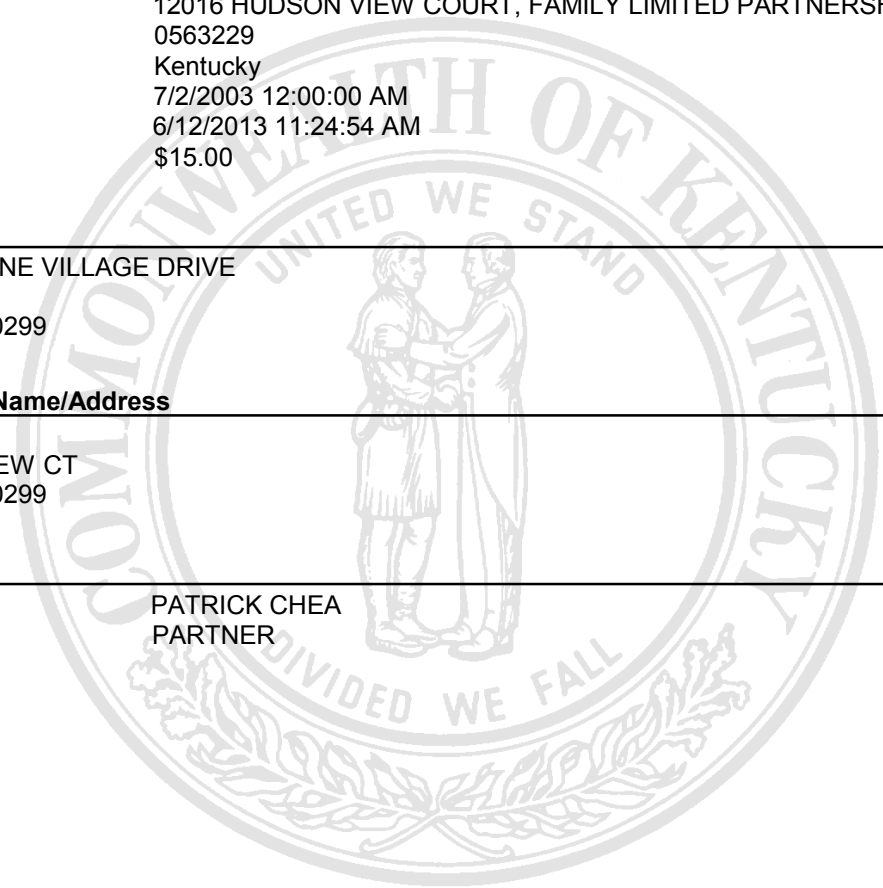 12016 HUDSON VIEW COURT, FAMILY LIMITED PARTNERSH
0563229
Kentucky
7/2/2003 12:00:00 AM
6/12/2013 11:24:54 AM
$15.00
NE VILLAGE DRIVE
0299
Name/Address
EW CT
0299
PATRICK CHEA
PARTNER
COMMONWEALTH OF KENTUCKY
UNITED WE STAND
DIVIDED WE FALL